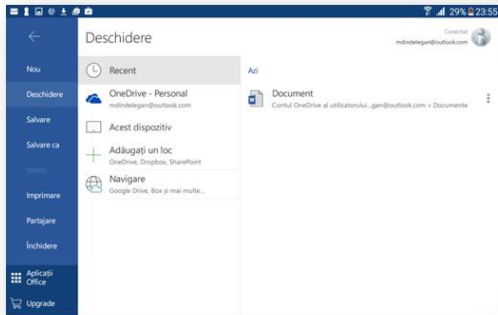 29% 23:55
Deschidere
Conectat
mdindelegan@outlook.com
Nou
Deschidere
Salvare
Salvare ca
Istoric
Imprimare
Partajare
Închidere
Aplicații
Office
Upgrade
Recent
OneDrive - Personal
mdindelegan@outlook.com
Acest dispozitiv
Adăugați un loc
OneDrive, Dropbox, SharePoint
Navigare
Google Drive, Box și mai multe...
Azi
Document
Contul OneDrive al utilizatorului...gan@outlook.com » Documente